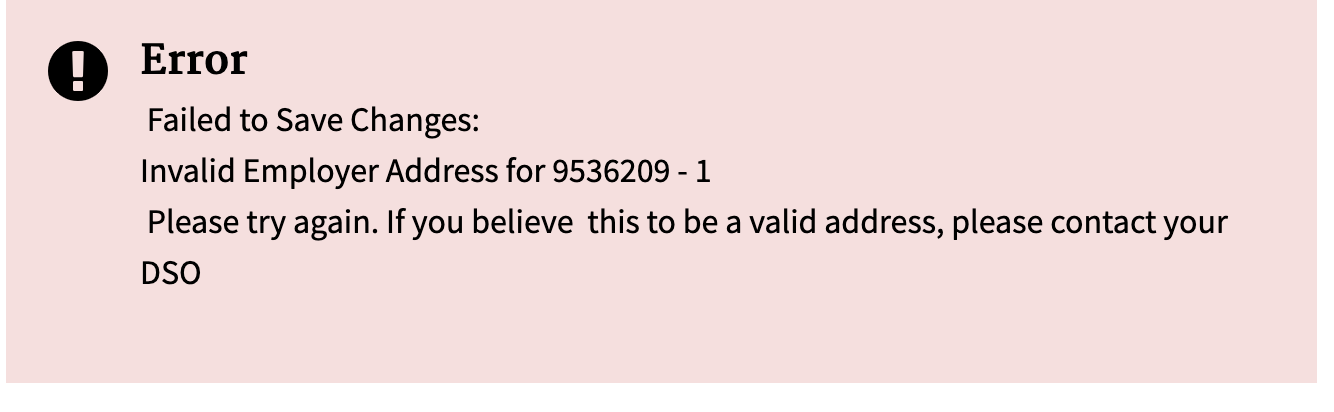 Error
Failed to Save Changes:
Invalid Employer Address for 9536209 - 1
Please try again. If you believe  this to be a valid address, please contact your
DSO